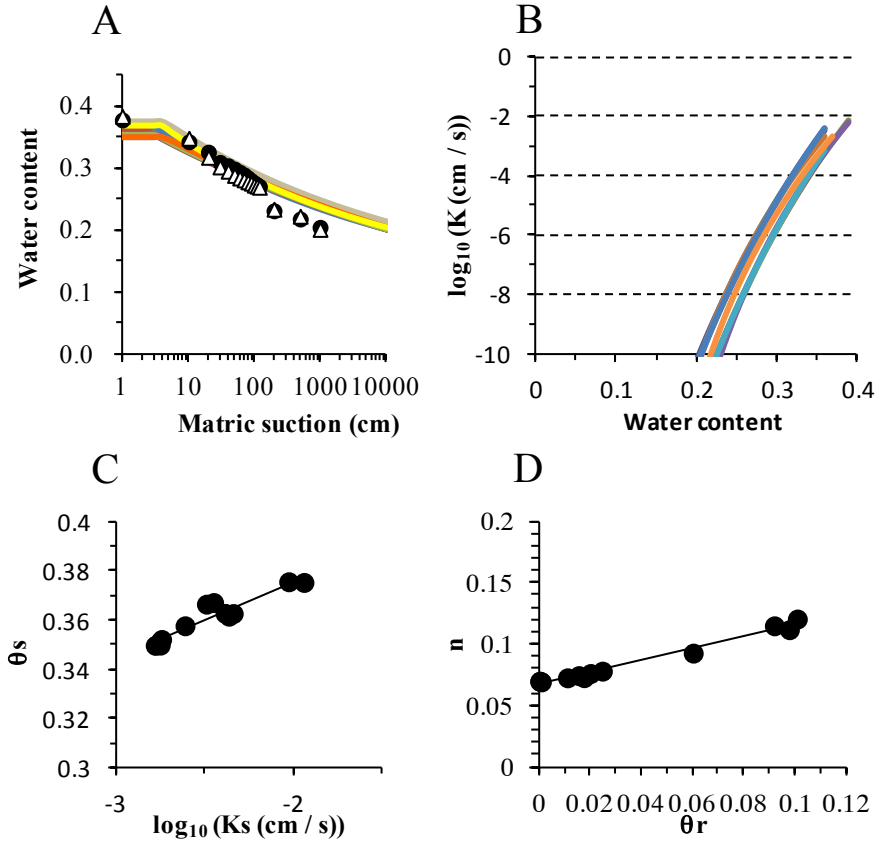 A
Water content
0.4
0.3
0.2
0.1
0.0
1 10 100 1000 10000
Matric suction (cm)
B
log10 (K (cm / s))
0
-2
-4
-6
-8
-10
0 0.1 0.2 0.3 0.4
Water content
C
θs
0.4
0.38
0.36
0.34
0.32
0.3
-3 -2
log10 (Ks (cm / s))
D
n
0.2
0.15
0.1
0.05
0
0 0.02 0.04 0.06 0.08 0.1 0.12
θr